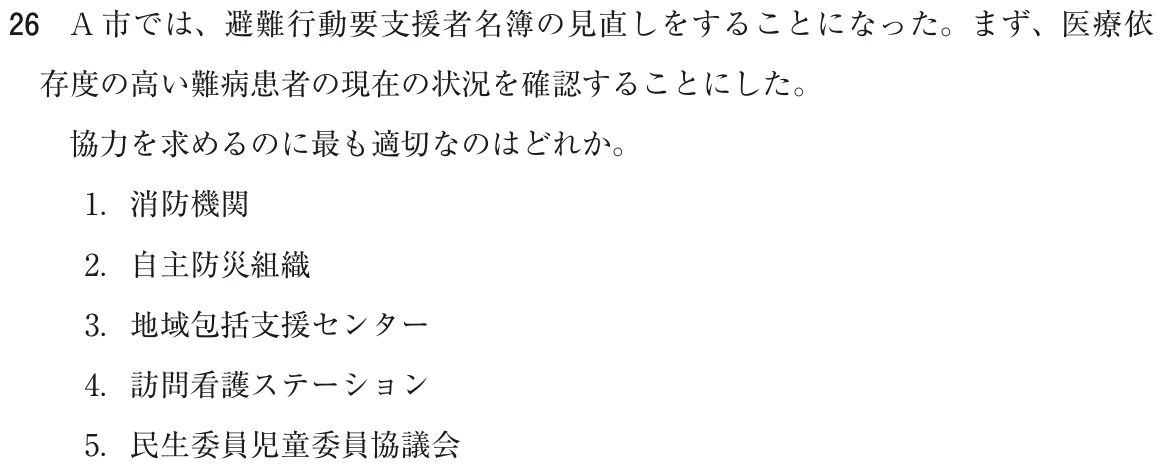 26　A 市では、避難行動要支援者名簿の見直しをすることになった。まず、医療依
存度の高い難病患者の現在の状況を確認することにした。
協力を求めるのに最も適切なのはどれか。
1. 消防機関
2. 自主防災組織
3. 地域包括支援センター
4. 訪問看護ステーション
5. 民生委員児童委員協議会